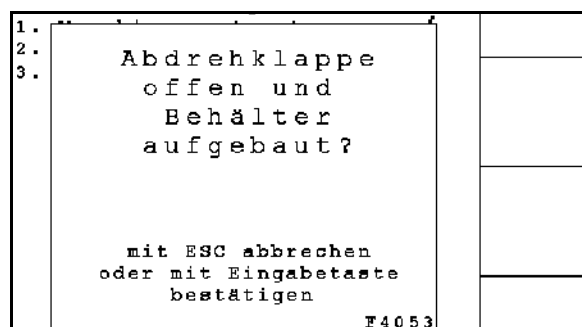 1.
2.
3.
Abdrehklappe
offen und
Behälter
aufgebaut?
mit ESC abbrechen
oder mit Eingabetaste
bestätigen
F4053